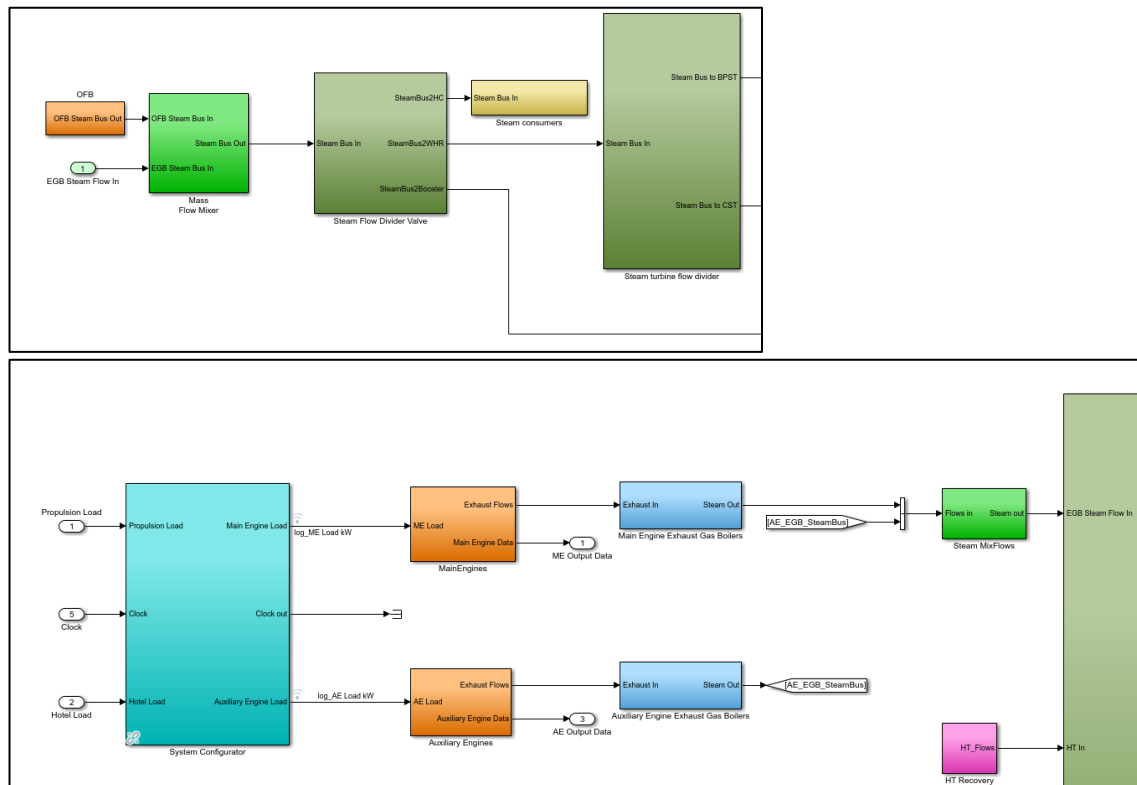 OFB
OFB Steam Bus Out
1
EGB Steam Flow In
OFB Steam Bus In
Steam Bus Out
EGB Steam Bus In
Mass
Flow Mixer
Steam Bus In
SteamBus2HC
SteamBus2WHR
SteamBus2Booster
Steam Flow Divider Valve
Steam Bus In
Steam consumers
Steam Bus In
Steam Bus to BPST
Steam Bus to CST
Steam turbine flow divider
Propulsion Load
1
5
Clock
2
Hotel Load
Propulsion Load
Main Engine Load
Clock
Clock out
Hotel Load
Auxiliary Engine Load
System Configurator
log_ME Load kW
log_AE Load kW
Exhaust Flows
ME Load
Main Engine Data
MainEngines
1
ME Output Data
Exhaust Flows
AE Load
Auxiliary Engine Data
Auxiliary Engines
3
AE Output Data
Exhaust In
Steam Out
Main Engine Exhaust Gas Boilers
[AE_EGB_SteamBus]
Exhaust In
Steam Out
Auxiliary Engine Exhaust Gas Boilers
[AE_EGB_SteamBus]
Flows in
Steam out
Steam MixFlows
EGB Steam Flow In
HT_Flows
HT Recovery
HT In